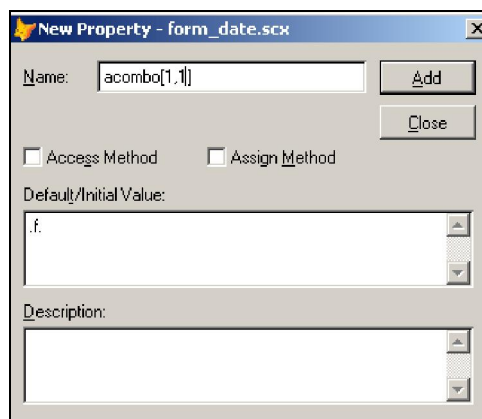 New Property - form_date.scx
Name: acombo[1,1] Add
Close
Access Method Assign Method
Default/Initial Value:
.f.
Description: